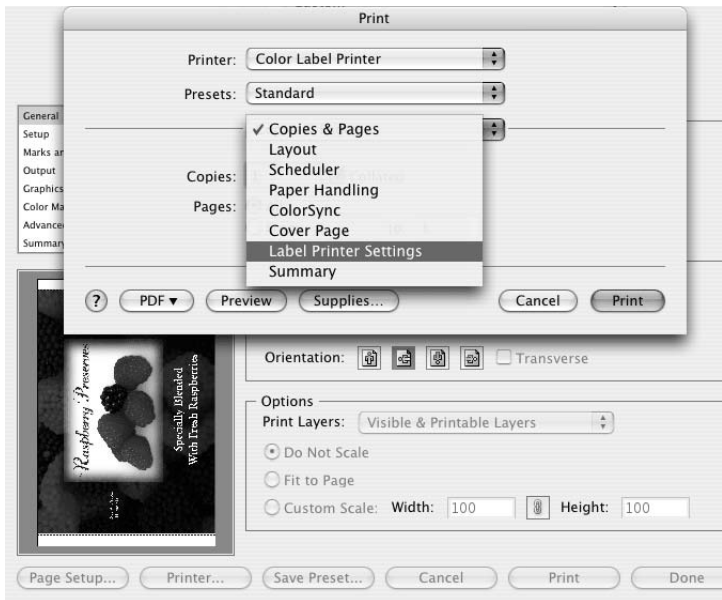 Print
Printer: Color Label Printer
Presets: Standard
✓ Copies & Pages
Layout
Scheduler
Paper Handling
ColorSync
Cover Page
Label Printer Settings
Summary
Copies:
Pages:
? PDF ▼ Preview Supplies... Cancel Print
General
Setup
Marks an
Output
Graphics
Color Ma
Advance
Summary
Raspberry Preserves
Specially Blended
With Fresh Raspberries
Orientation: Transverse
Options
Print Layers: Visible & Printable Layers
Do Not Scale
Fit to Page
Custom Scale: Width: 100 Height: 100
Page Setup... Printer... Save Preset... Cancel Print Done